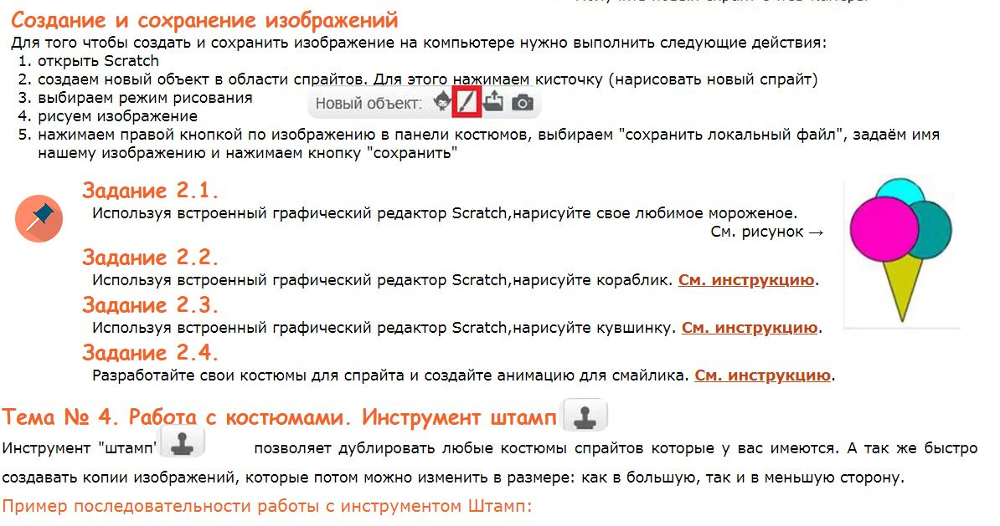 Создание и сохранение изображений
Для того чтобы создать и сохранить изображение на компьютере нужно выполнить следующие действия:
1. открыть Scratch
2. создаем новый объект в области спрайтов. Для этого нажимаем кисточку (нарисовать новый спрайт)
3. выбираем режим рисования
Новый объект:
4. рисуем изображение
5. нажимаем правой кнопкой по изображению в панели костюмов, выбираем "сохранить локальный файл", задаём имя
нашему изображению и нажимаем кнопку "сохранить"
Задание 2.1.
Используя встроенный графический редактор Scratch,нарисуйте свое любимое мороженое.
См. рисунок →
Задание 2.2.
Используя встроенный графический редактор Scratch,нарисуйте кораблик. См. инструкцию.
Задание 2.3.
Используя встроенный графический редактор Scratch,нарисуйте кувшинку. См. инструкцию.
Задание 2.4.
Разработайте свои костюмы для спрайта и создайте анимацию для смайлика. См. инструкцию.
Тема № 4. Работа с костюмами. Инструмент штамп
Инструмент "штамп" позволяет дублировать любые костюмы спрайтов которые у вас имеются. А так же быстро
создавать копии изображений, которые потом можно изменить в размере: как в большую, так и в меньшую сторону.
Пример последовательности работы с инструментом Штамп: